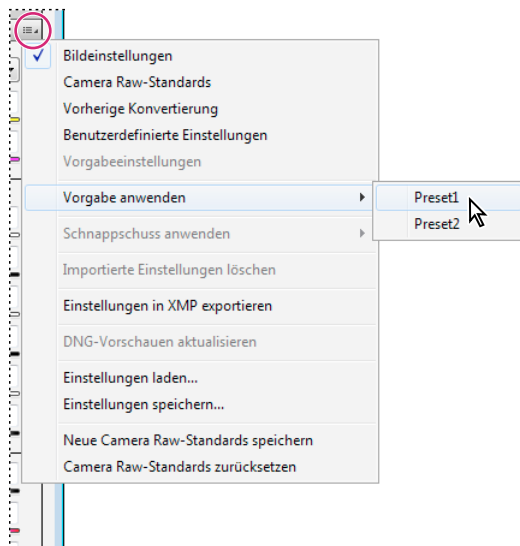 Bildeinstellungen
Camera Raw-Standards
Vorherige Konvertierung
Benutzerdefinierte Einstellungen
Vorgabeeinstellungen
Vorgabe anwenden
Preset1
Preset2
Schnappschuss anwenden
Importierte Einstellungen löschen
Einstellungen in XMP exportieren
DNG-Vorschauen aktualisieren
Einstellungen laden...
Einstellungen speichern...
Neue Camera Raw-Standards speichern
Camera Raw-Standards zurücksetzen